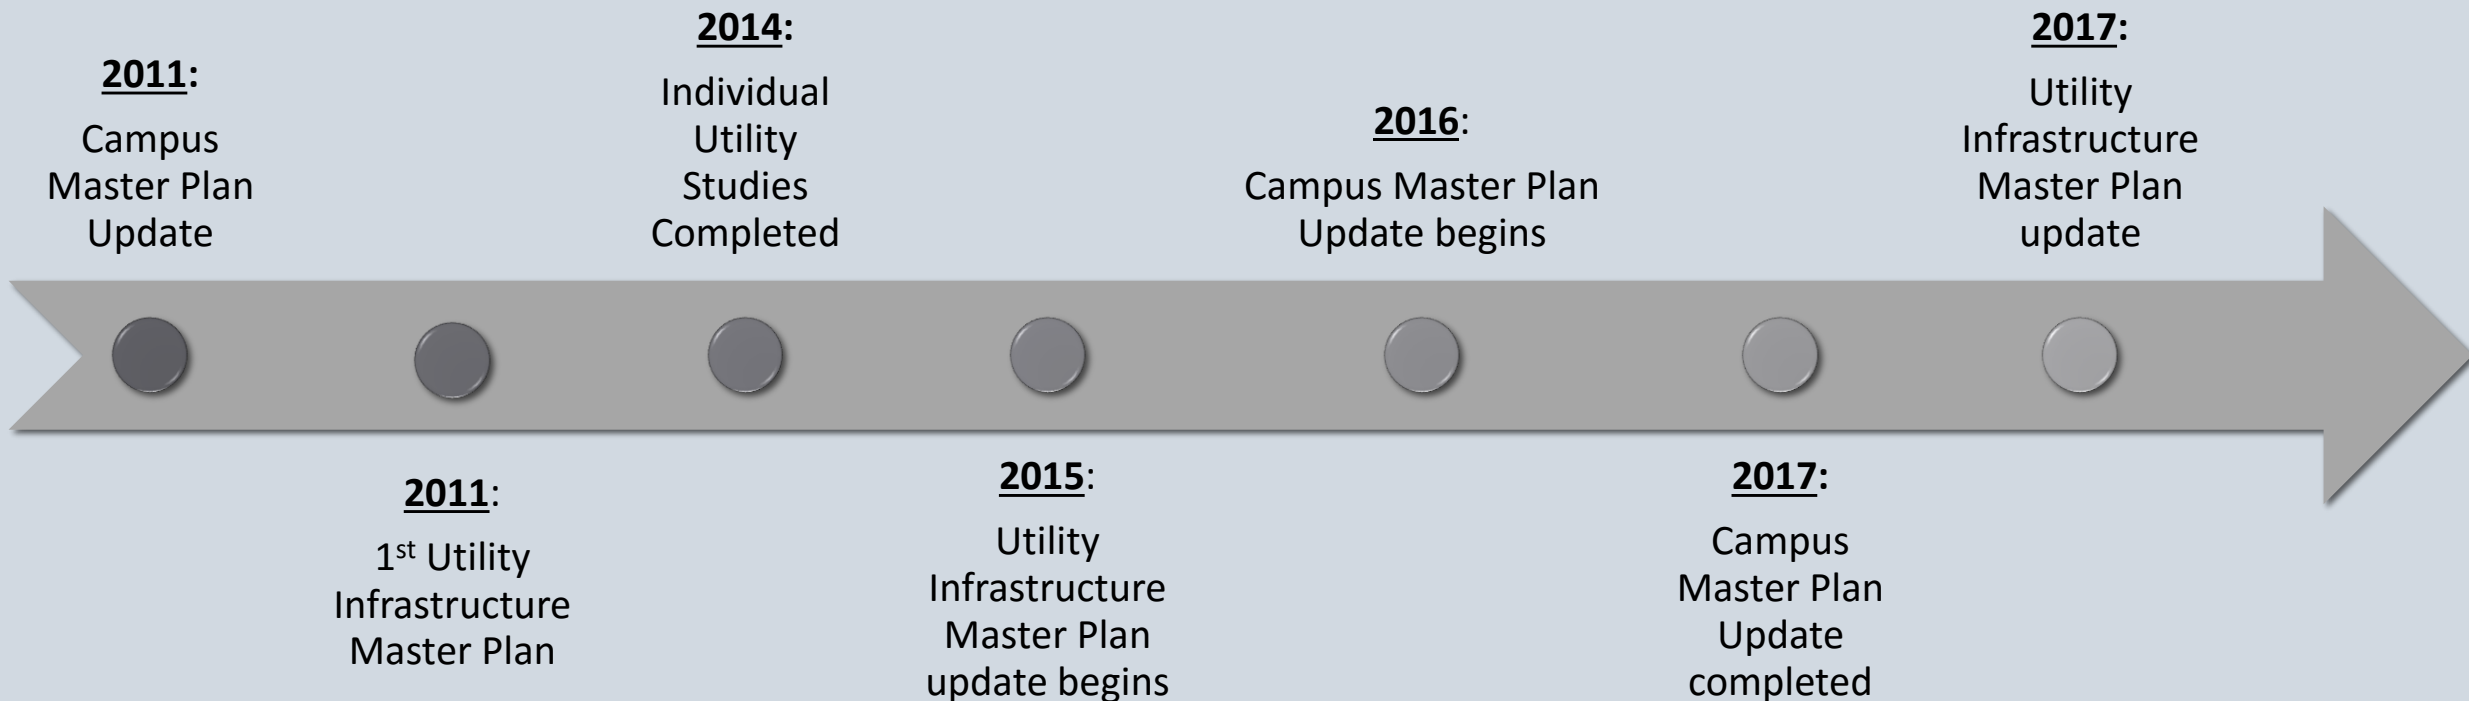 2011:
Campus
Master Plan
Update
2011:
1st Utility
Infrastructure
Master Plan
2014:
Individual
Utility
Studies
Completed
2015:
Utility
Infrastructure
Master Plan
update begins
2016:
Campus Master Plan
Update begins
2017:
Campus
Master Plan
Update
completed
2017:
Utility
Infrastructure
Master Plan
update